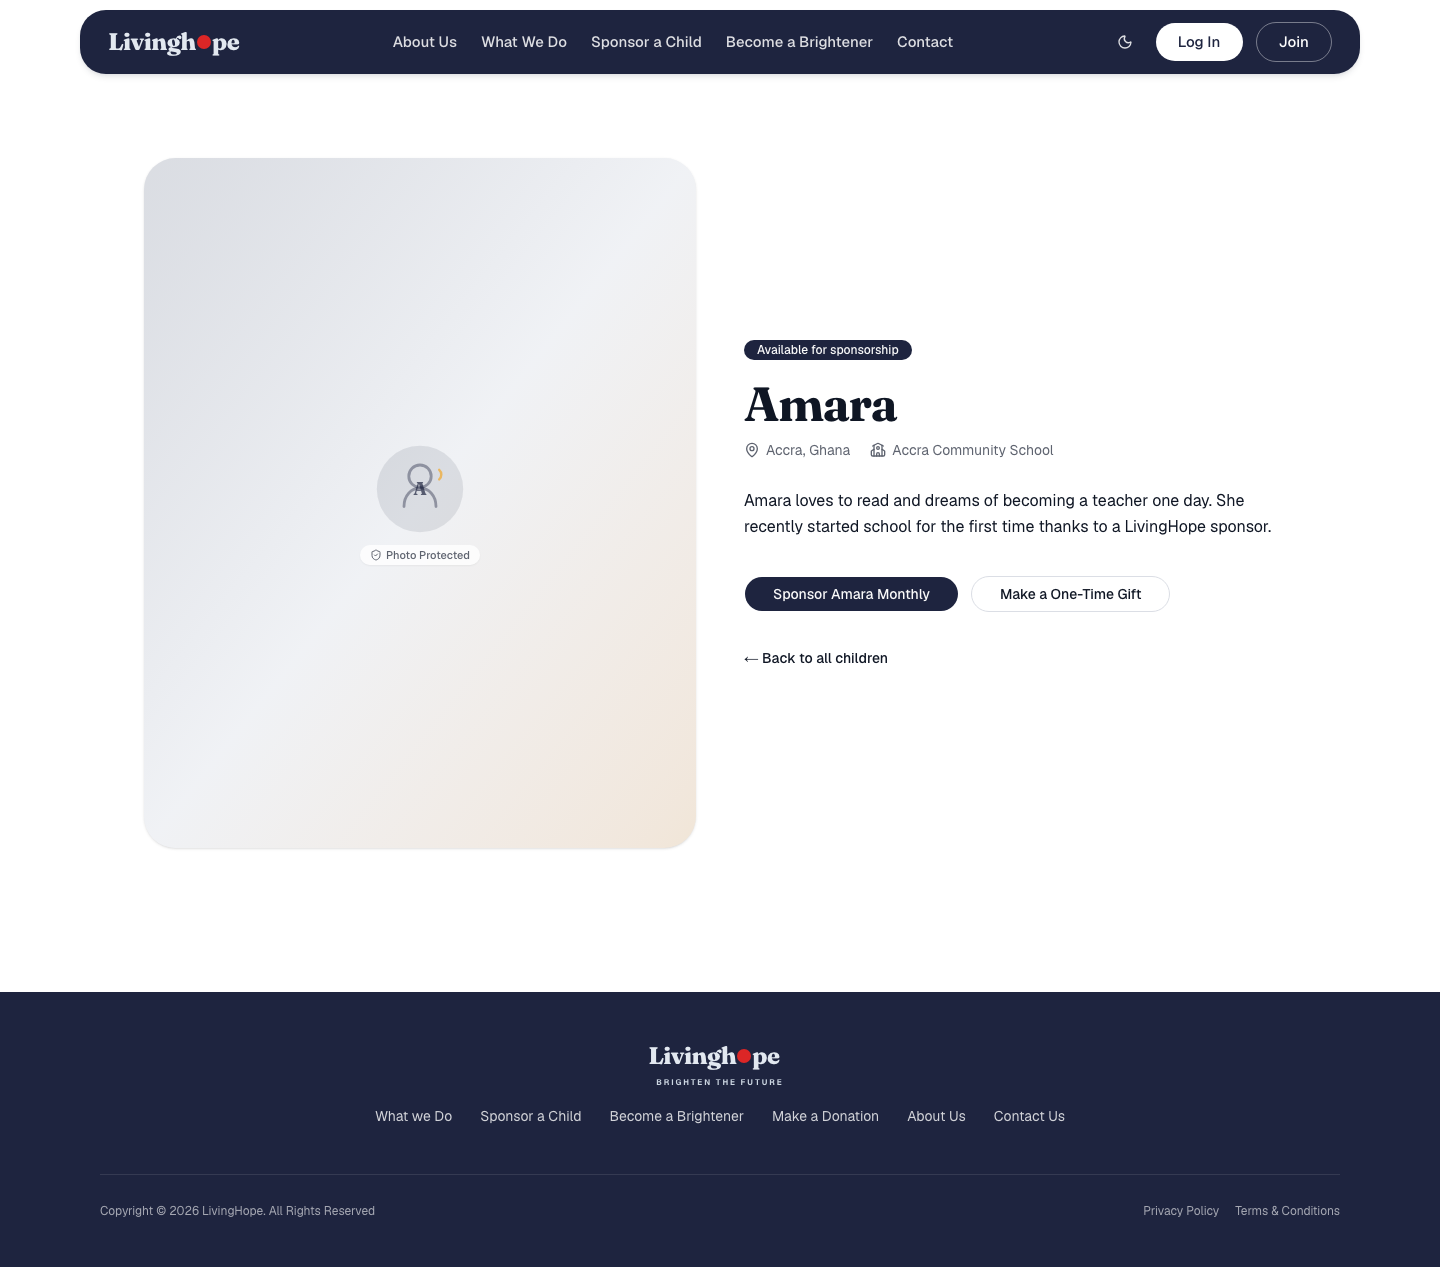 Livinghope
About Us
What We Do
Sponsor a Child
Become a Brightener
Contact
Log In
Join
A
Photo Protected
Available for sponsorship
Amara
Accra, Ghana
Accra Community School
Amara loves to read and dreams of becoming a teacher one day. She
recently started school for the first time thanks to a LivingHope sponsor.
Sponsor Amara Monthly
Make a One-Time Gift
← Back to all children
Livinghope
BRIGHTEN THE FUTURE
What we Do
Sponsor a Child
Become a Brightener
Make a Donation
About Us
Contact Us
Copyright © 2026 LivingHope. All Rights Reserved
Privacy Policy
Terms & Conditions